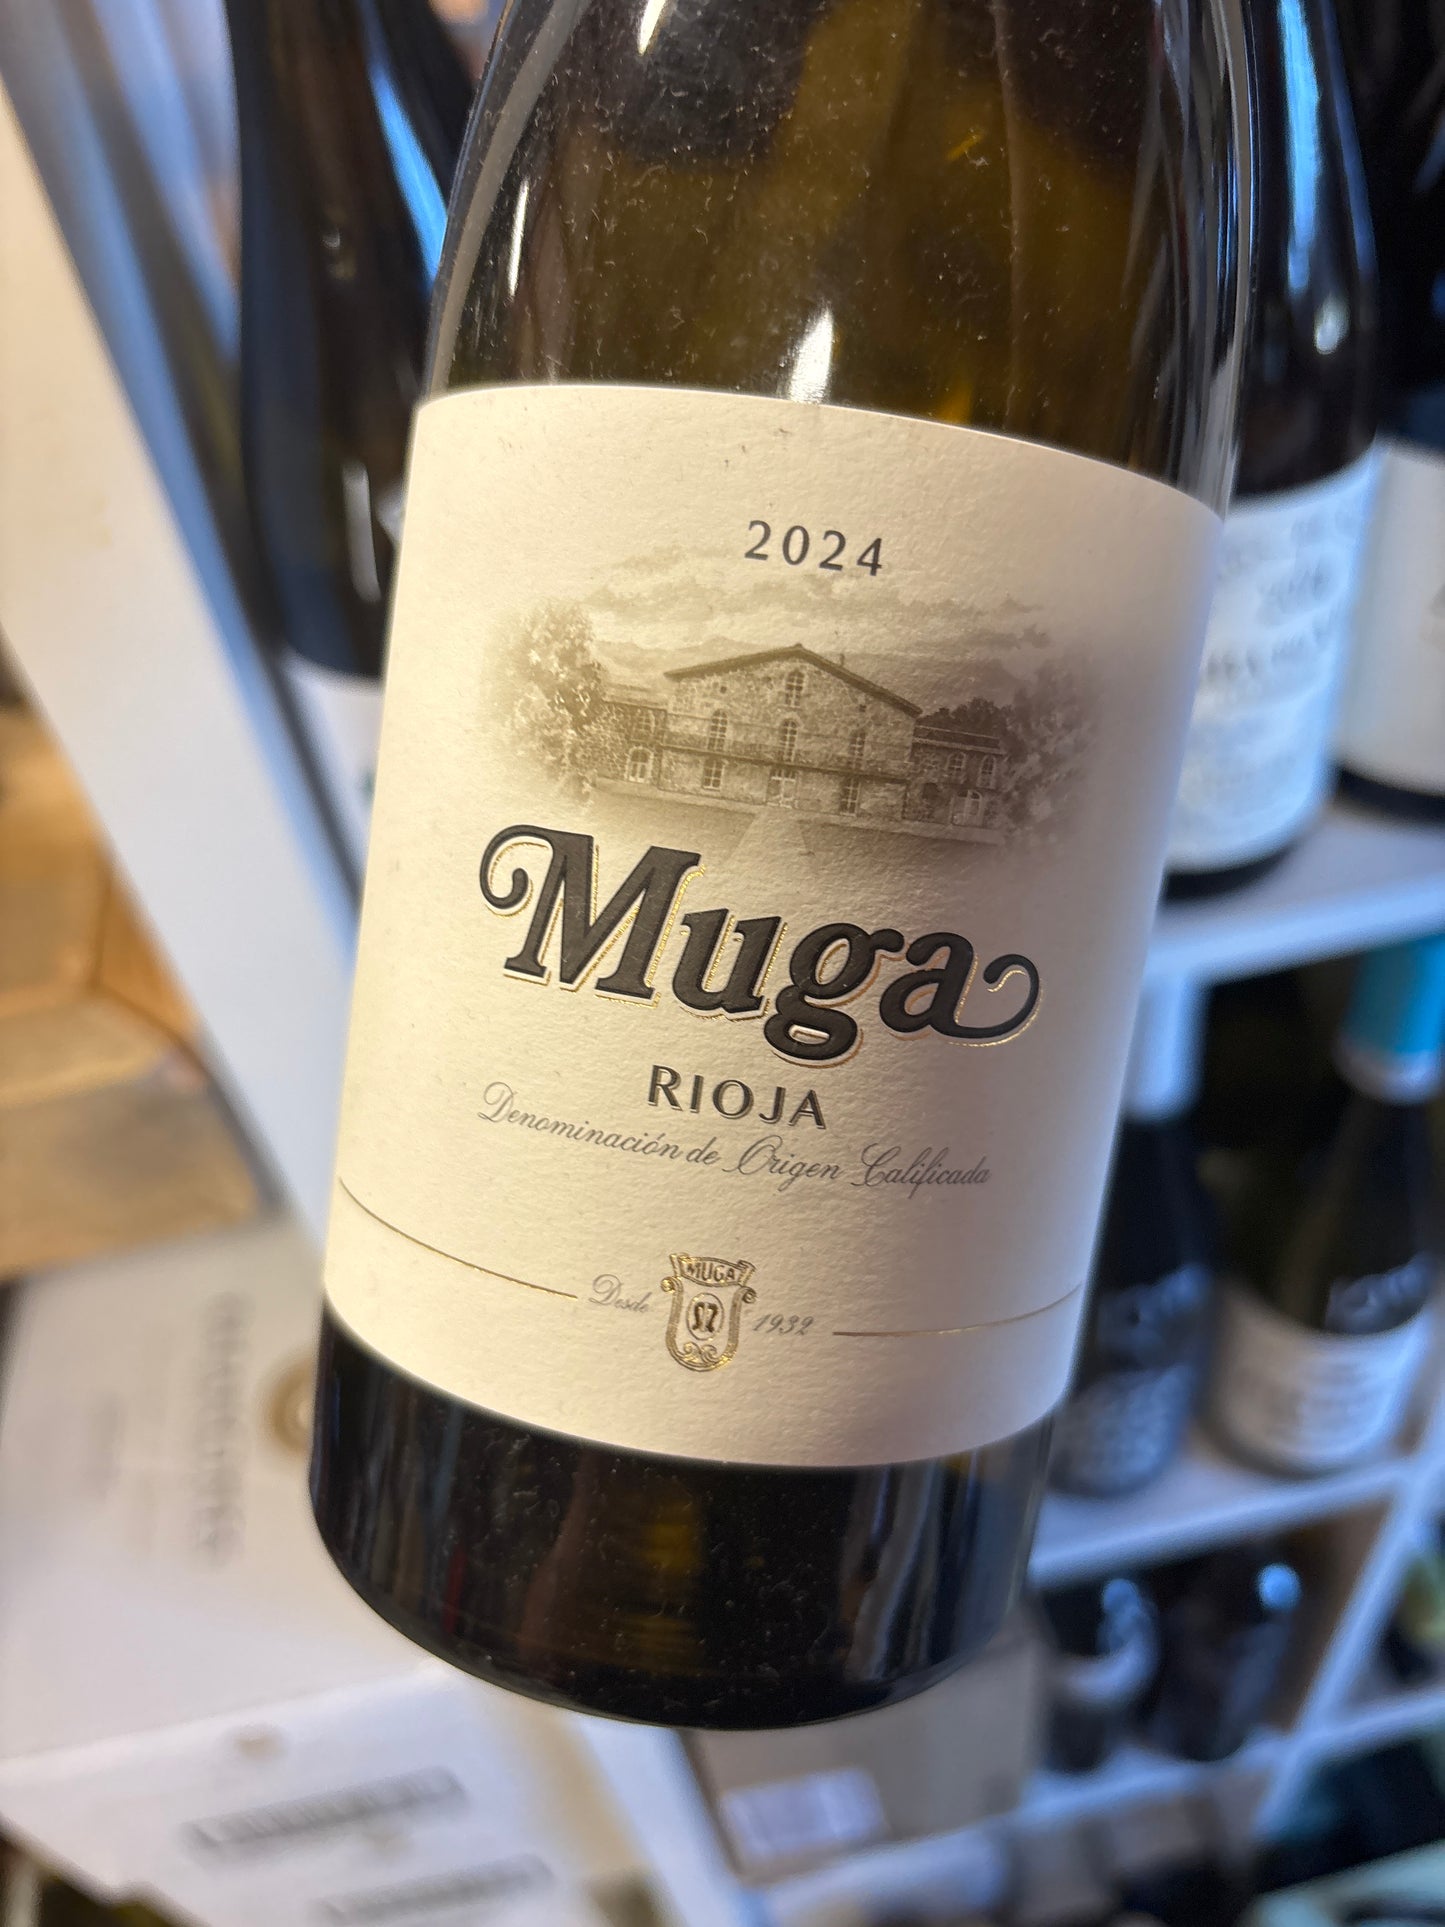 2024
Muga
RIOJA
Denominación de Origen Calificada
MUGA
Desde 1932